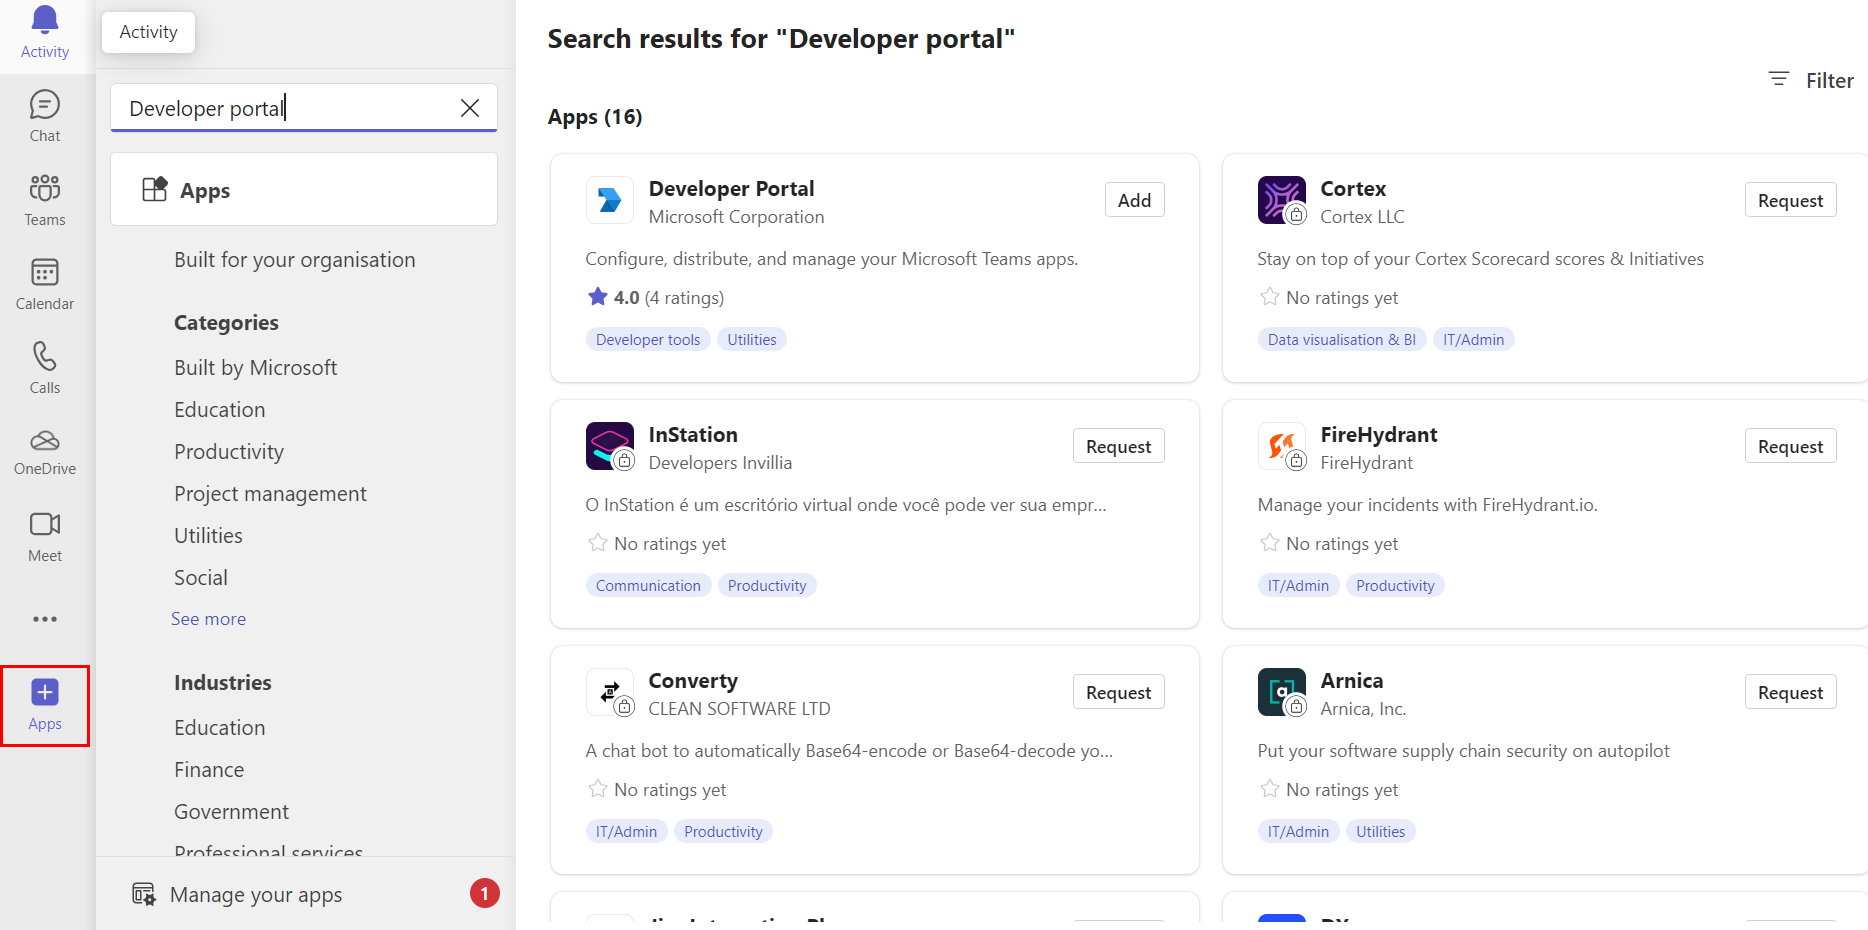 Activity
Chat
Teams
Calendar
Calls
OneDrive
Meet
Apps
Activity
Developer portal
Apps
Built for your organisation
Categories
Built by Microsoft
Education
Productivity
Project management
Utilities
Social
See more
Industries
Education
Finance
Government
Professional services
Manage your apps 1
Search results for "Developer portal"
Filter
Apps (16)
Developer Portal
Microsoft Corporation
Add
Configure, distribute, and manage your Microsoft Teams apps.
4.0 (4 ratings)
Developer tools Utilities
Cortex
Cortex LLC
Request
Stay on top of your Cortex Scorecard scores & Initiatives
No ratings yet
Data visualisation & BI IT/Admin
InStation
Developers Invillia
Request
O InStation é um escritório virtual onde você pode ver sua empr...
No ratings yet
Communication Productivity
FireHydrant
FireHydrant
Request
Manage your incidents with FireHydrant.io.
No ratings yet
IT/Admin Productivity
Converty
CLEAN SOFTWARE LTD
Request
A chat bot to automatically Base64-encode or Base64-decode yo...
No ratings yet
IT/Admin Productivity
Arnica
Arnica, Inc.
Request
Put your software supply chain security on autopilot
No ratings yet
IT/Admin Utilities